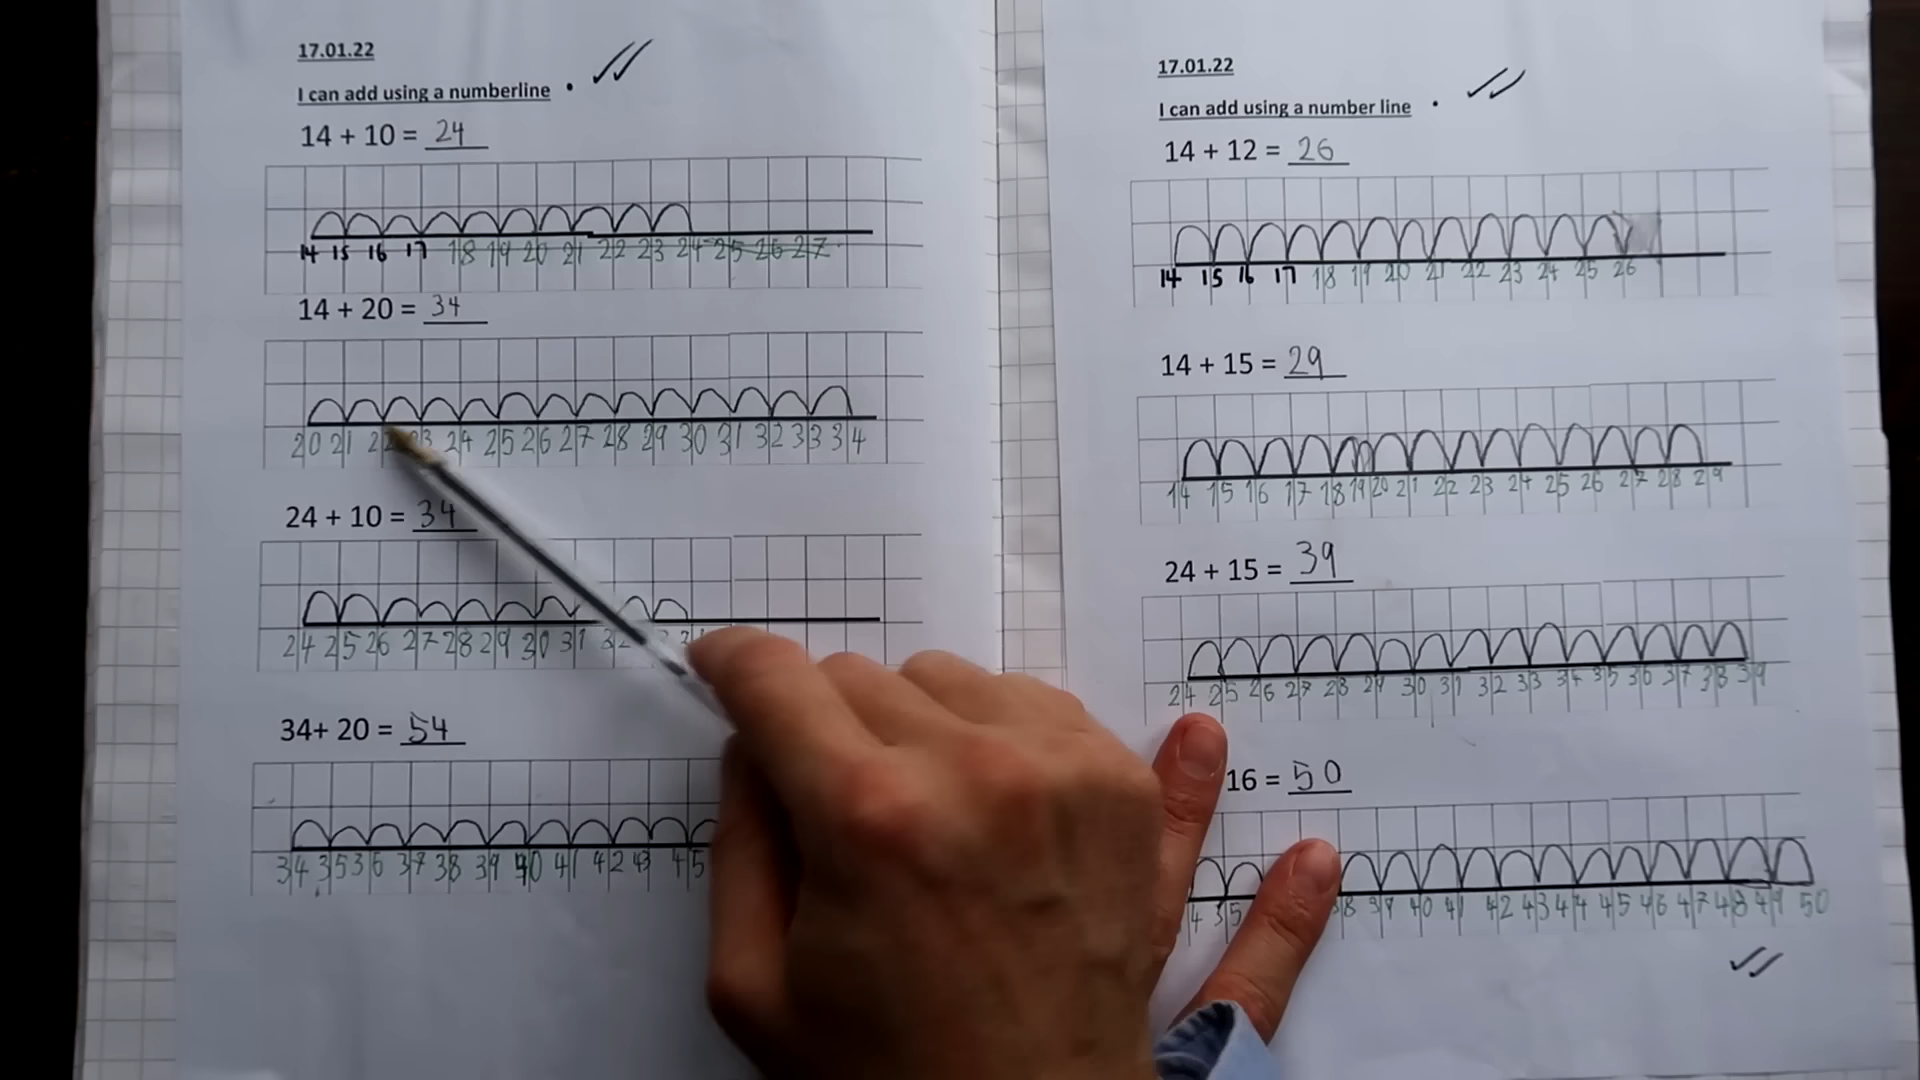 17.01.22
I can add using a numberline
14 + 10 = 24
14 15 16 17 18 19 20 21 22 23 24 25 26 27
14 + 20 = 34
20 21 22 23 24 25 26 27 28 29 30 31 32 33 34
24 + 10 = 34
24 25 26 27 28 29 30 31
34+ 20 = 54
34 35 36 37 38 39 40 41 42 43 45
17.01.22
I can add using a number line
14 + 12 = 26
14 15 16 17 18 19 20 21 22 23 24 25 26
14 + 15 = 29
14 15 16 17 18 19 20 21 22 23 24 25 26 27 28 29
24 + 15 = 39
24 25 26 27 28 29 30 31 32 33 34 35 36 37 38 39
16 = 50
4 35 38 39 40 41 42 43 44 45 46 47 48 49 50